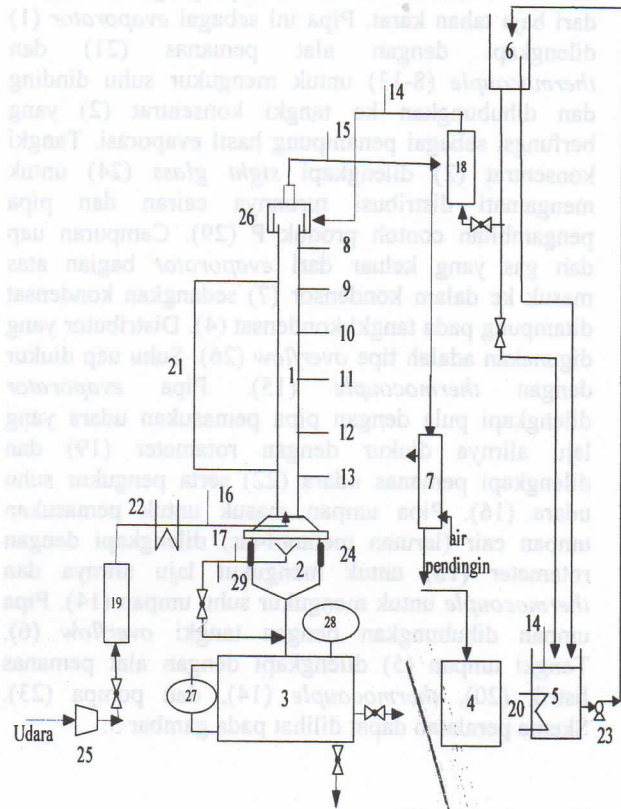 dari baja tahan karat. Pipa ini sebagai evaporator (1)
dilengkapi dengan alat pemanas (21) dan
thermocouple (8-13) untuk mengukur suhu dinding
dan dihubungkan ke tangki konsentrat (2) yang
berfungsi sebagai penampung hasil evaporasi. Tangki
konsentrat (2) dilengkapi sight glass (24) untuk
mengamati distribusi turunnya cairan dan pipa
pengambilan contoh produk P (29). Campuran uap
dan gas yang keluar dari evaporator bagian atas
masuk ke dalam kondensor (7) sedangkan kondensat
ditampung pada tangki kondensat (4). Distributor yang
digunakan adalah tipe overflow (26). Suhu uap diukur
dengan thermocouple (15). Pipa evaporator
dilengkapi pula dengan pipa pemasukan udara yang
laju alirnya diukur dengan rotameter (19) dan
dilengkapi pemanas udara (22) serta pengukur suhu
udara (16). Pipa umpan masuk untuk pemasukan
umpan cair dilengkapi dengan
rotameter (18) untuk mengukur laju alirnya dan
thermocouple untuk mengukur suhu umpan (14). Pipa
umpan dihubungkan dengan tangki overflow (6).
Tangki umpan (5) dilengkapi dengan alat pemanas
listrik (20), thermocouple (14), dan pompa (23).
Skema peralatan dapat dilihat pada gambar 3.
6
14
15
18
26
8
9
10
21
1
11
12
13
7
16
22
17
24
2
air
pendingin
29
19
28
14
27
3
4
20
5
Udara
25
23